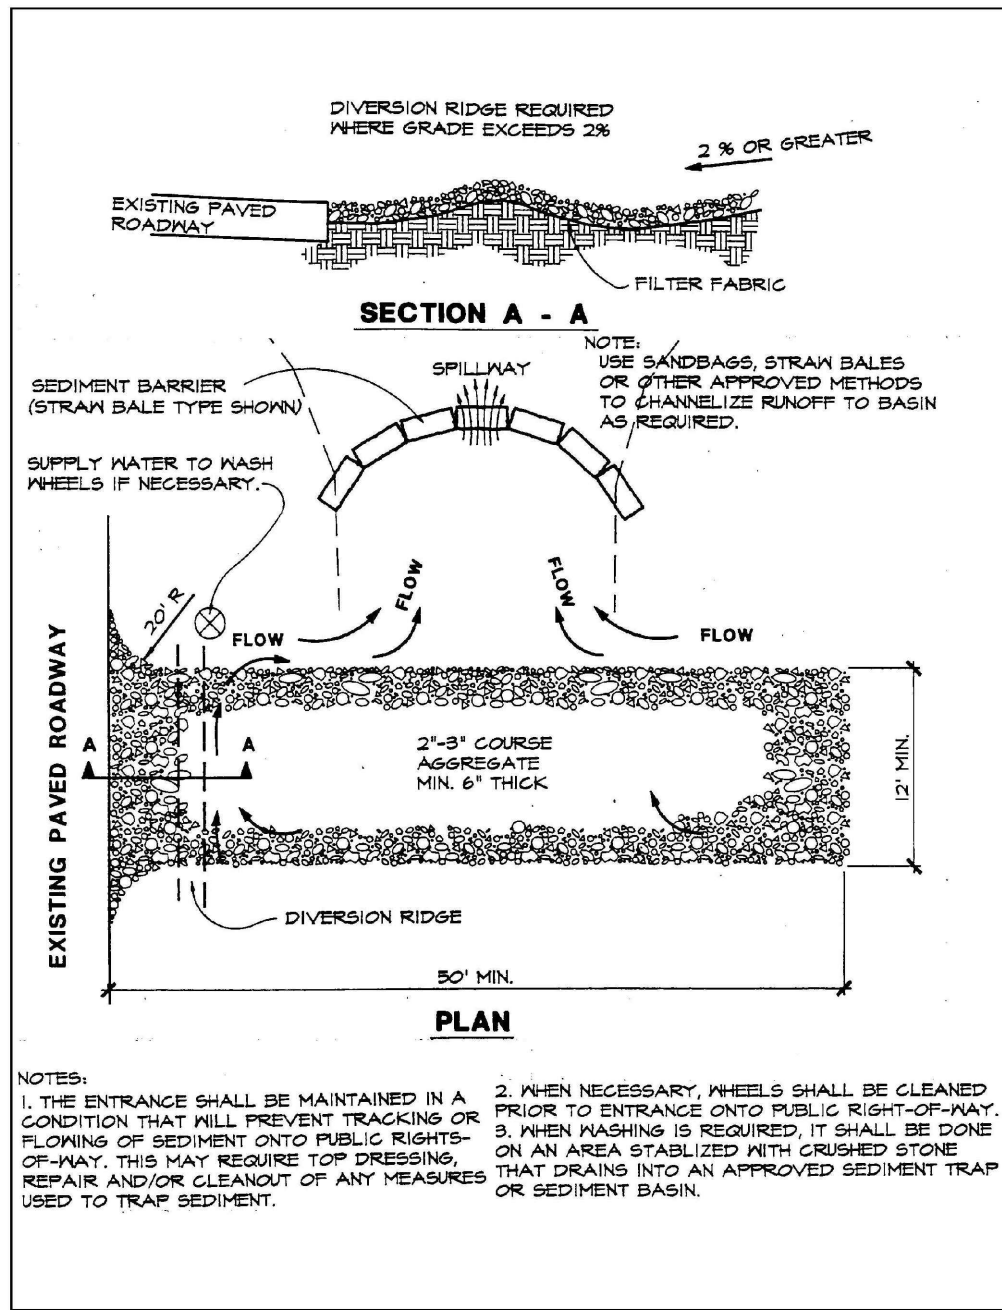 DIVERSION RIDGE REQUIRED
WHERE GRADE EXCEEDS 2%
2 % OR GREATER
EXISTING PAVED
ROADWAY
FILTER FABRIC
SECTION A - A
NOTE:
USE SANDBAGS, STRAW BALES
OR OTHER APPROVED METHODS
TO CHANNELIZE RUNOFF TO BASIN
AS REQUIRED.
SPILLWAY
SEDIMENT BARRIER
(STRAW BALE TYPE SHOWN)
SUPPLY WATER TO WASH
WHEELS IF NECESSARY.
FLOW
FLOW
20' R
FLOW
FLOW
EXISTING PAVED ROADWAY
A
A
2"-3" COURSE
AGGREGATE
MIN. 6" THICK
12' MIN.
DIVERSION RIDGE
50' MIN.
PLAN
NOTES:
1. THE ENTRANCE SHALL BE MAINTAINED IN A
CONDITION THAT WILL PREVENT TRACKING OR
FLOWING OF SEDIMENT ONTO PUBLIC RIGHTS-
OF-WAY. THIS MAY REQUIRE TOP DRESSING,
REPAIR AND/OR CLEANOUT OF ANY MEASURES
USED TO TRAP SEDIMENT.
2. WHEN NECESSARY, WHEELS SHALL BE CLEANED
PRIOR TO ENTRANCE ONTO PUBLIC RIGHT-OF-WAY.
3. WHEN WASHING IS REQUIRED, IT SHALL BE DONE
ON AN AREA STABLIZED WITH CRUSHED STONE
THAT DRAINS INTO AN APPROVED SEDIMENT TRAP
OR SEDIMENT BASIN.